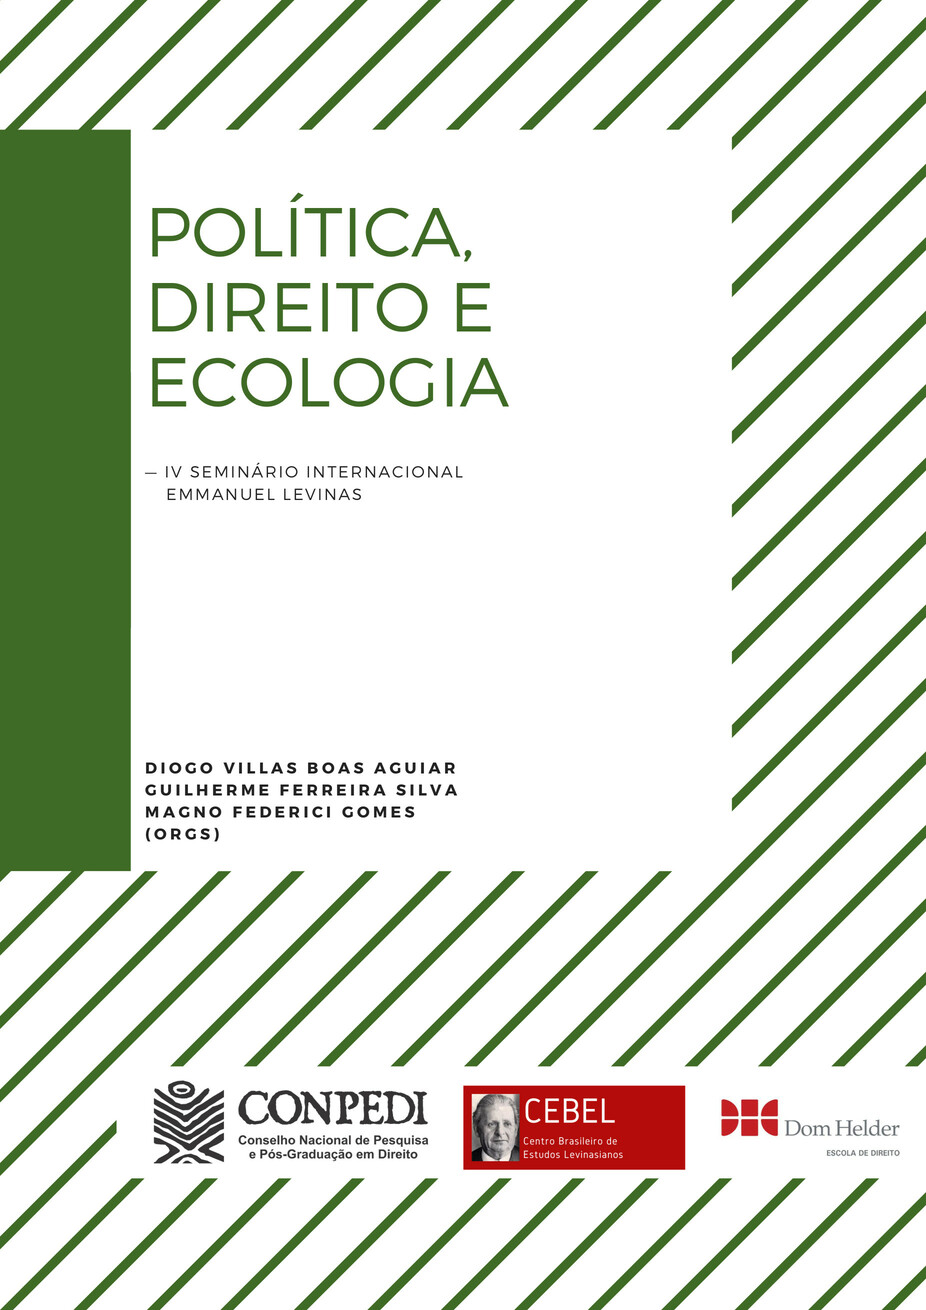 POLÍTICA,
DIREITO E
ECOLOGIA
— IV SEMINÁRIO INTERNACIONAL
EMMANUEL LEVINAS
DIOGO VILLAS BOAS AGUIAR
GUILHERME FERREIRA SILVA
MAGNO FEDERICI GOMES
(ORGS)
CONPEDI
Conselho Nacional de Pesquisa
e Pós-Graduação em Direito
CEBEL
Centro Brasileiro de
Estudos Levinasianos
Dom Helder
ESCOLA DE DIREITO